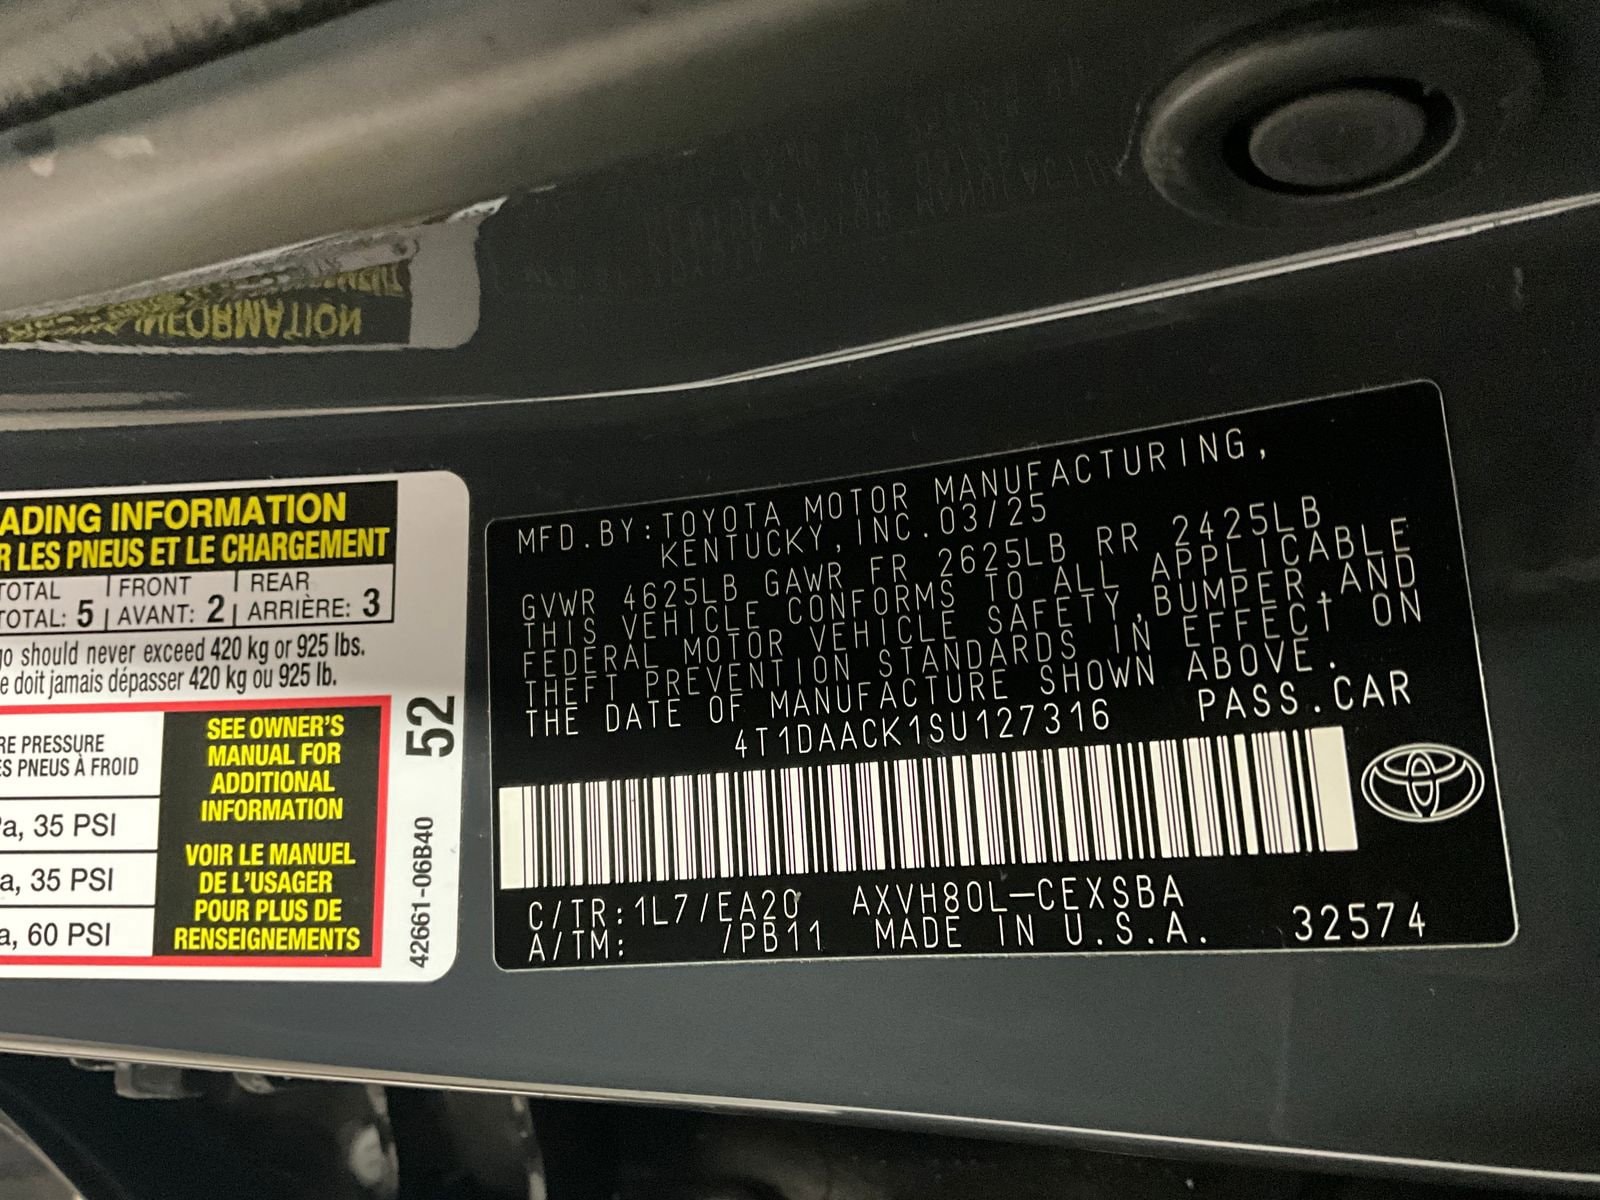 ADING INFORMATION
R LES PNEUS ET LE CHARGEMENT
TOTAL | FRONT | REAR
TOTAL: 5 | AVANT: 2 | ARRIÈRE: 3
go should never exceed 420 kg or 925 lbs.
e doit jamais dépasser 420 kg ou 925 lb.
RE PRESSURE
ES PNEUS À FROID
Pa, 35 PSI
a, 35 PSI
a, 60 PSI
SEE OWNER'S
MANUAL FOR
ADDITIONAL
INFORMATION
VOIR LE MANUEL
DE L'USAGER
POUR PLUS DE
RENSEIGNEMENTS
52
42661-06B40
MFD.BY:TOYOTA MOTOR MANUFACTURING,
KENTUCKY,INC.03/25
GVWR 4625LB GAWR FR 2625LB RR 2425LB
THIS VEHICLE CONFORMS TO ALL APPLICABLE
FEDERAL MOTOR VEHICLE SAFETY,BUMPER,AND
THEFT PREVENTION STANDARDS IN EFFECT ON
THE DATE OF MANUFACTURE SHOWN ABOVE.
4T1DAACK1SU127316 PASS.CAR
C/TR:1L7/EA20 AXVH80L-CEXSBA
A/TM: /PB11 MADE IN U.S.A. 32574